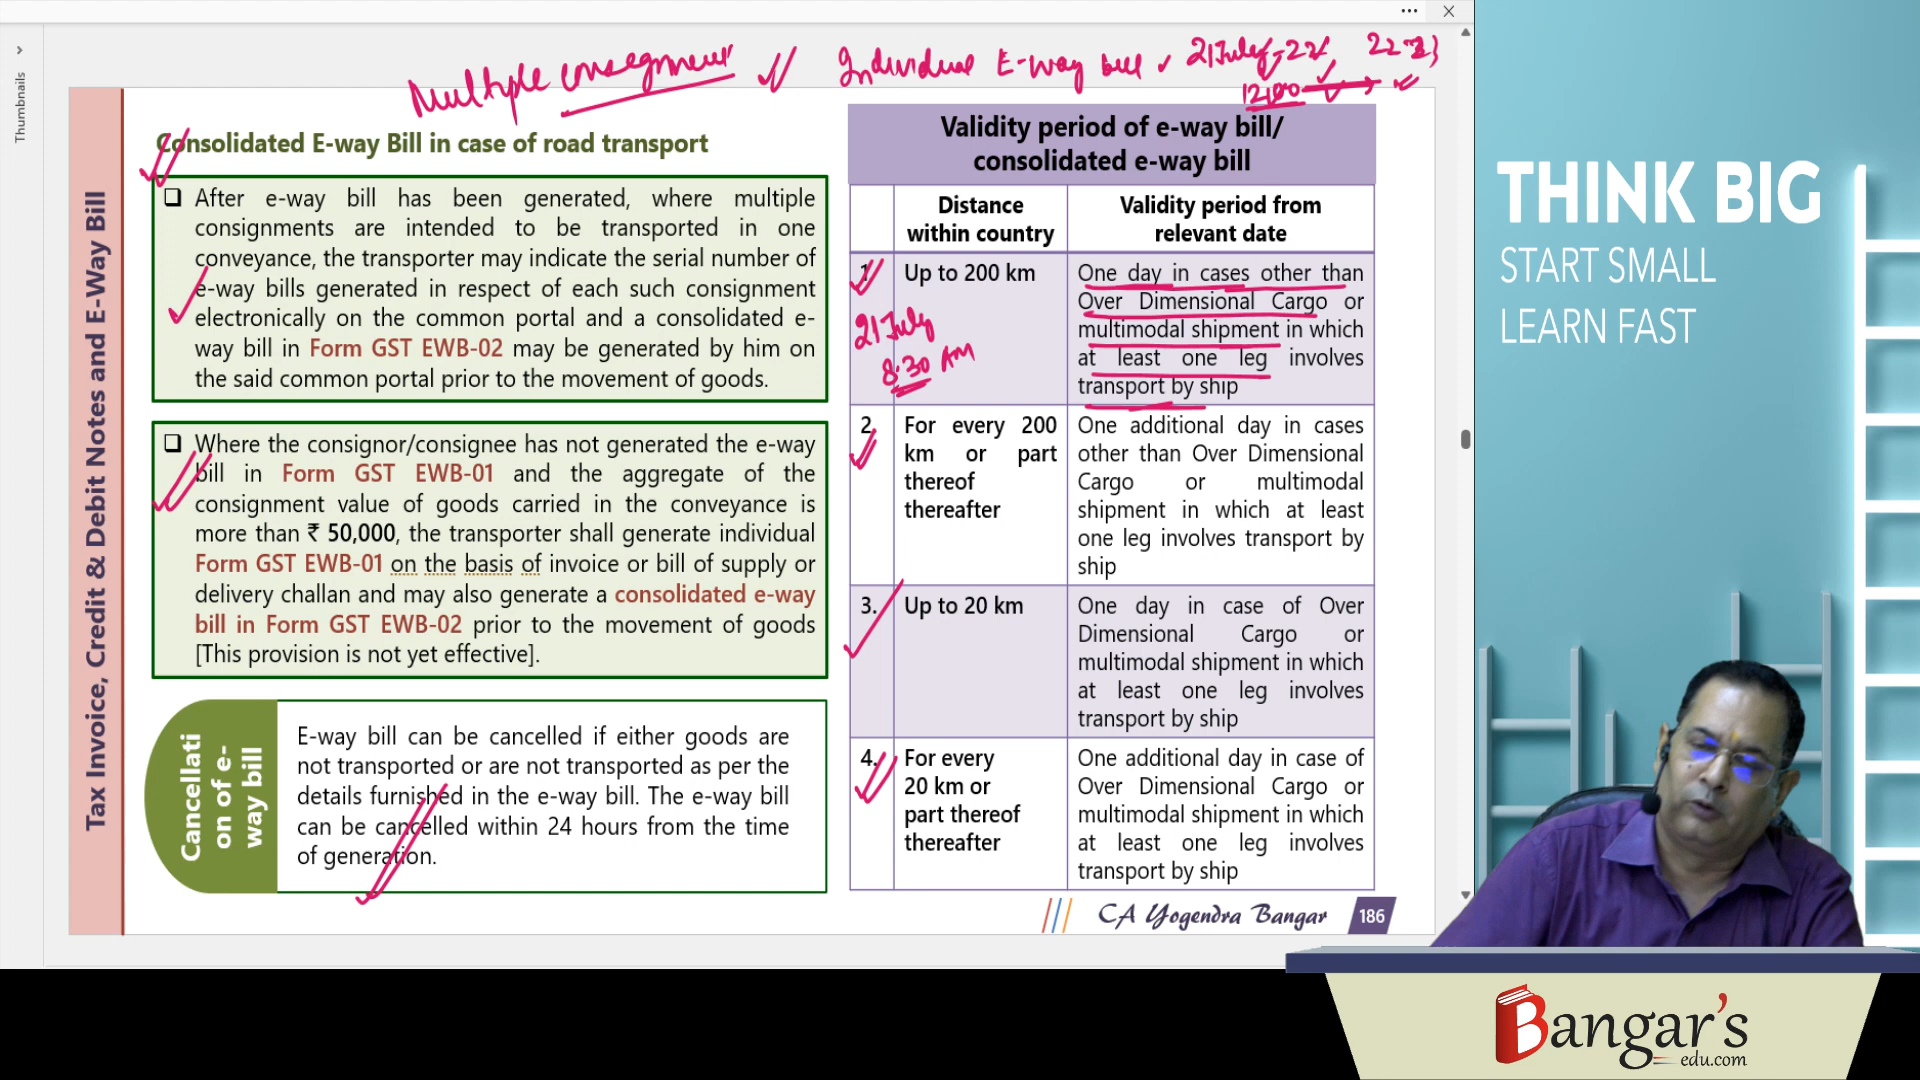 Thumbnails
Multiple consegment
Individual E-way bill
21 July-22
12:00
Tax Invoice, Credit & Debit Notes and E-Way Bill
Consolidated E-way Bill in case of road transport
❑ After e-way bill has been generated, where multiple
consignments are intended to be transported in one
conveyance, the transporter may indicate the serial number of
e-way bills generated in respect of each such consignment
electronically on the common portal and a consolidated e-
way bill in Form GST EWB-02 may be generated by him on
the said common portal prior to the movement of goods.
❑ Where the consignor/consignee has not generated the e-way
bill in Form GST EWB-01 and the aggregate of the
consignment value of goods carried in the conveyance is
more than ₹ 50,000, the transporter shall generate individual
Form GST EWB-01 on the basis of invoice or bill of supply or
delivery challan and may also generate a consolidated e-way
bill in Form GST EWB-02 prior to the movement of goods
[This provision is not yet effective].
Cancellati
on of e-
way bill
E-way bill can be cancelled if either goods are
not transported or are not transported as per the
details furnished in the e-way bill. The e-way bill
can be cancelled within 24 hours from the time
of generation.
Validity period of e-way bill/
consolidated e-way bill
Distance
within country
Validity period from
relevant date
1.
Up to 200 km
21 July
8:30 AM
One day in cases other than
Over Dimensional Cargo or
multimodal shipment in which
at least one leg involves
transport by ship
2.
For every 200
km or part
thereof
thereafter
One additional day in cases
other than Over Dimensional
Cargo or multimodal
shipment in which at least
one leg involves transport by
ship
3.
Up to 20 km
One day in case of Over
Dimensional Cargo or
multimodal shipment in which
at least one leg involves
transport by ship
4.
For every
20 km or
part thereof
thereafter
One additional day in case of
Over Dimensional Cargo or
multimodal shipment in which
at least one leg involves
transport by ship
CA Yogendra Bangar
186
THINK BIG
START SMALL
LEARN FAST
Bangar's
edu.com